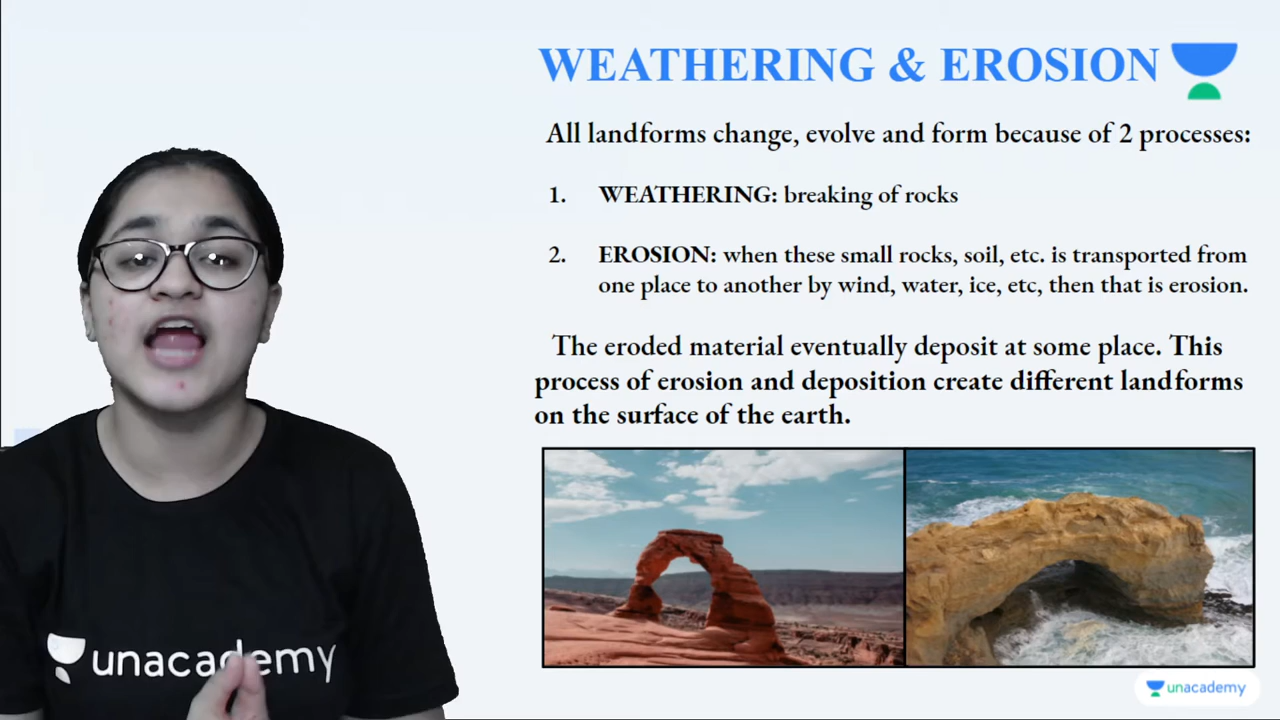 WEATHERING & EROSION
All landforms change, evolve and form because of 2 processes:
1. WEATHERING: breaking of rocks
2. EROSION: when these small rocks, soil, etc. is transported from
one place to another by wind, water, ice, etc, then that is erosion.
The eroded material eventually deposit at some place. This
process of erosion and deposition create different landforms
on the surface of the earth.
unacademy
unacademy